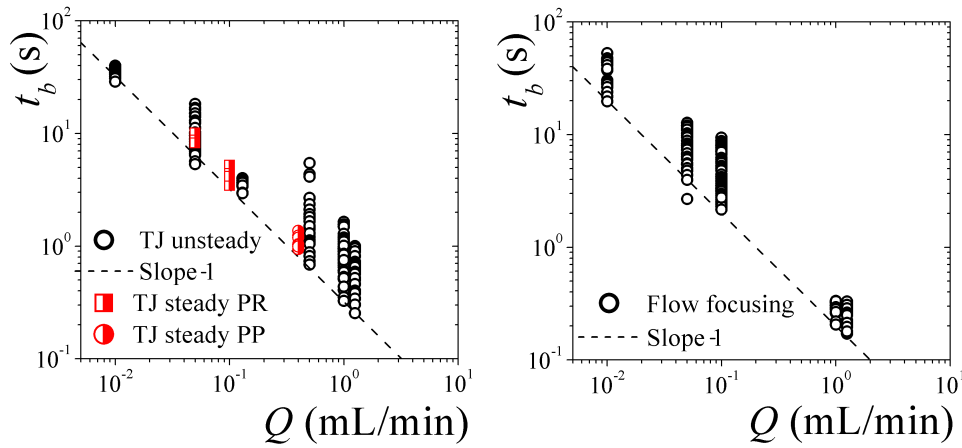 t_b (s)
10^2
10^1
10^0
10^-1
TJ unsteady
Slope-1
TJ steady PR
TJ steady PP
10^-2
10^-1
10^0
10^1
Q (mL/min)
t_b (s)
10^2
10^1
10^0
10^-1
Flow focusing
Slope-1
10^-2
10^-1
10^0
10^1
Q (mL/min)